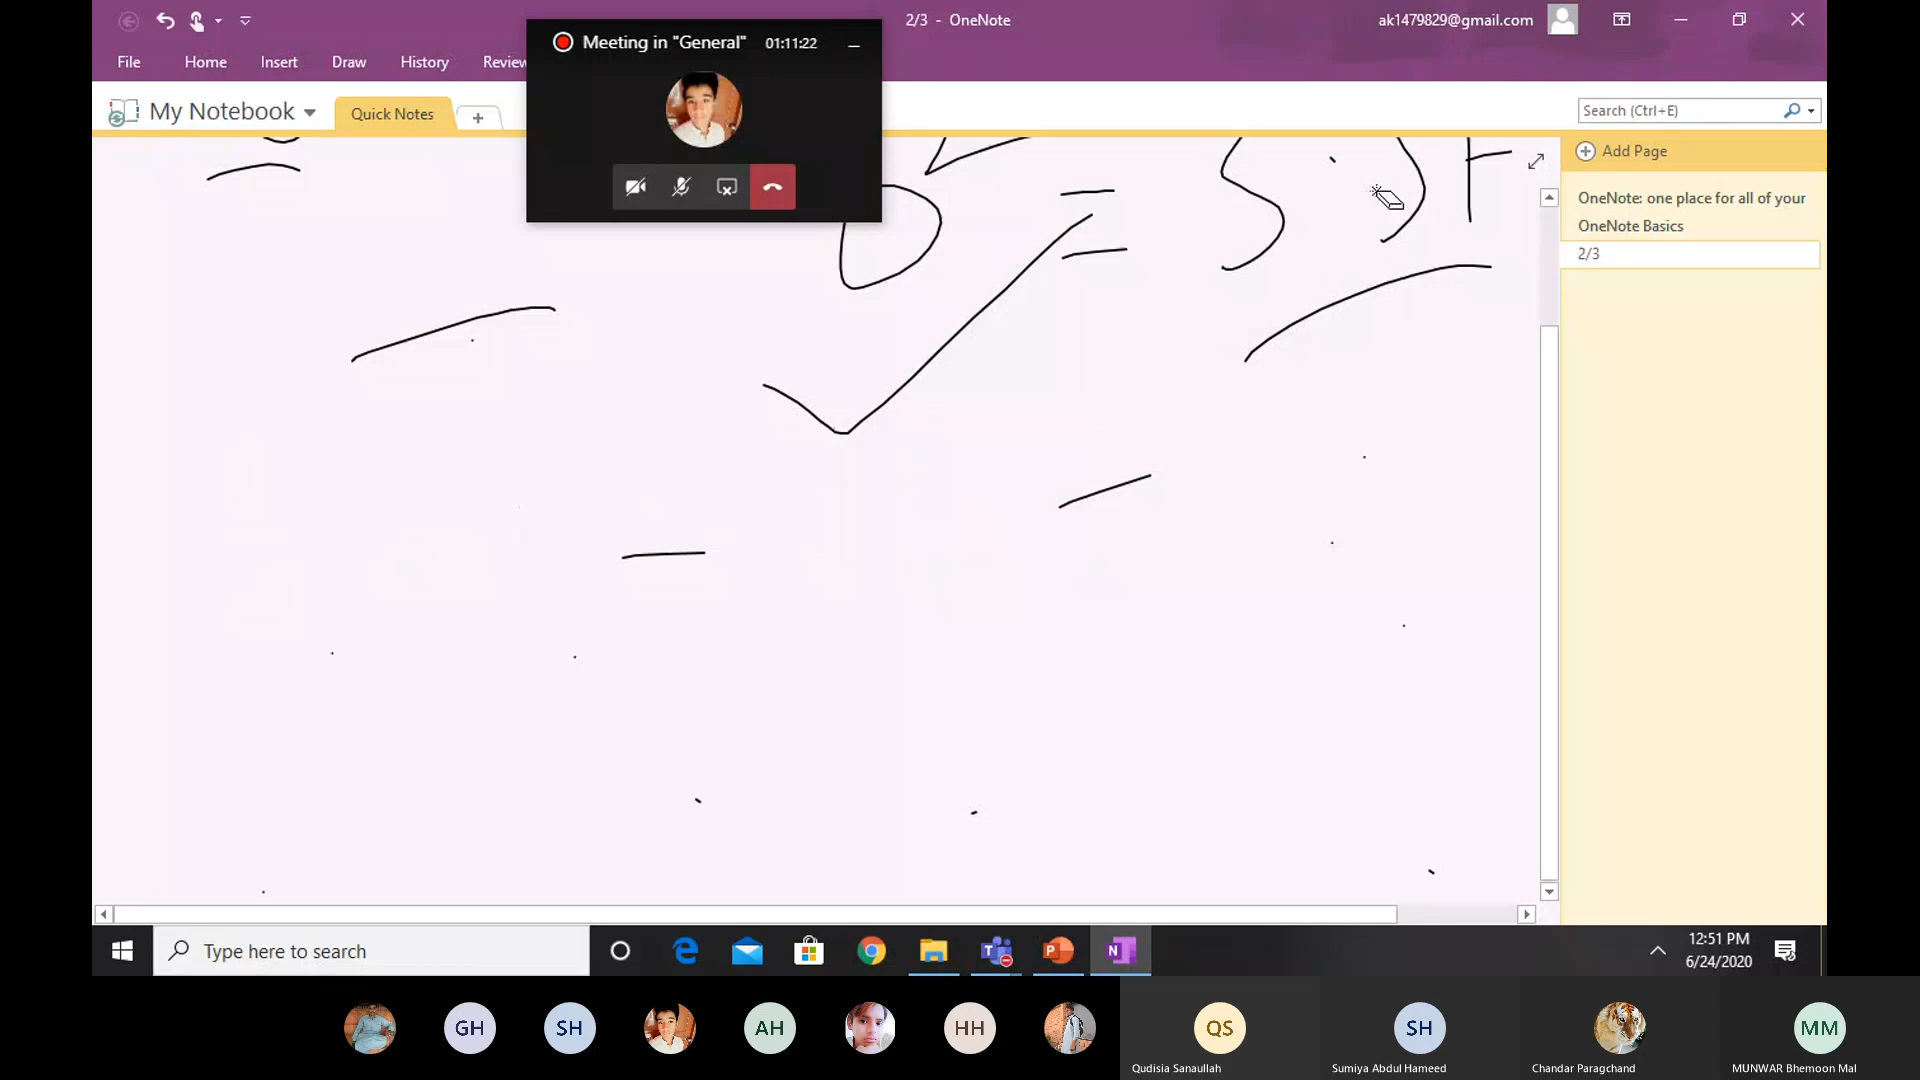 2/3 - OneNote
ak1479829@gmail.com
Meeting in "General" 01:11:22
File Home Insert Draw History Review
My Notebook
Quick Notes
Search (Ctrl+E)
Add Page
OneNote: one place for all of your
OneNote Basics
2/3
=
Type here to search
12:51 PM
6/24/2020
GH SH AH HH QS SH MM
Qudisia Sanaullah
Sumiya Abdul Hameed
Chandar Paragchand
MUNWAR Bhemoon Mal